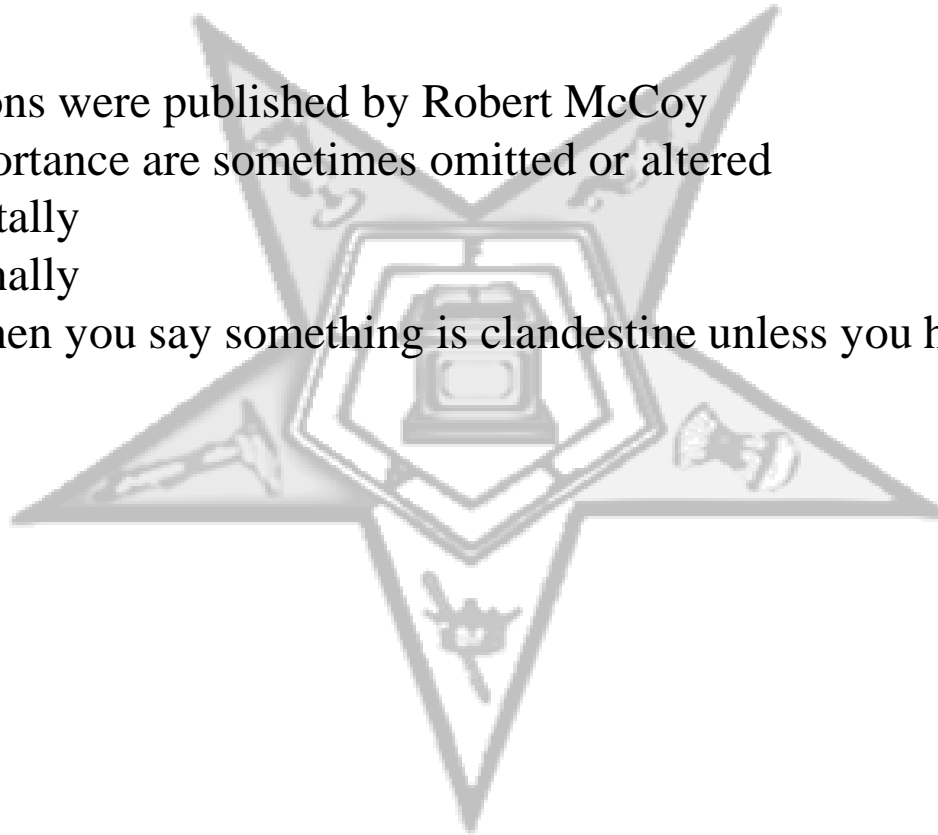 ons were published by Robert McCoy
ortance are sometimes omitted or altered
tally
nally
hen you say something is clandestine unless you h